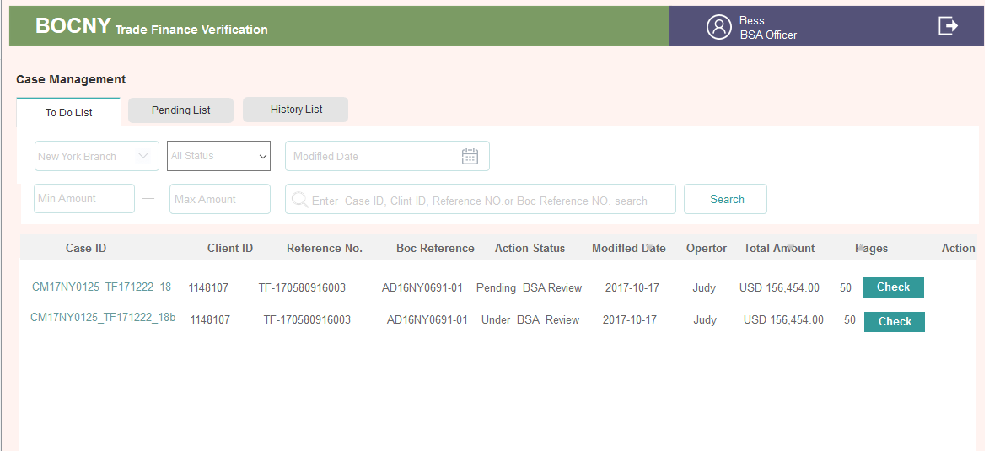 BOCNY Trade Finance Verification
Bess
BSA Officer
Case Management
To Do List
Pending List
History List
New York Branch
All Status
Modifled Date
Min Amount
Max Amount
Enter Case ID, Clint ID, Reference NO.or Boc Reference NO. search
Search
Case ID Client ID Reference No. Boc Reference Action Status Modifled Date Opertor Total Amount Pages Action
CM17NY0125_TF171222_18 1148107 TF-170580916003 AD16NY0691-01 Pending BSA Review 2017-10-17 Judy USD 156,454.00 50 Check
CM17NY0125_TF171222_18b 1148107 TF-170580916003 AD16NY0691-01 Under BSA Review 2017-10-17 Judy USD 156,454.00 50 Check